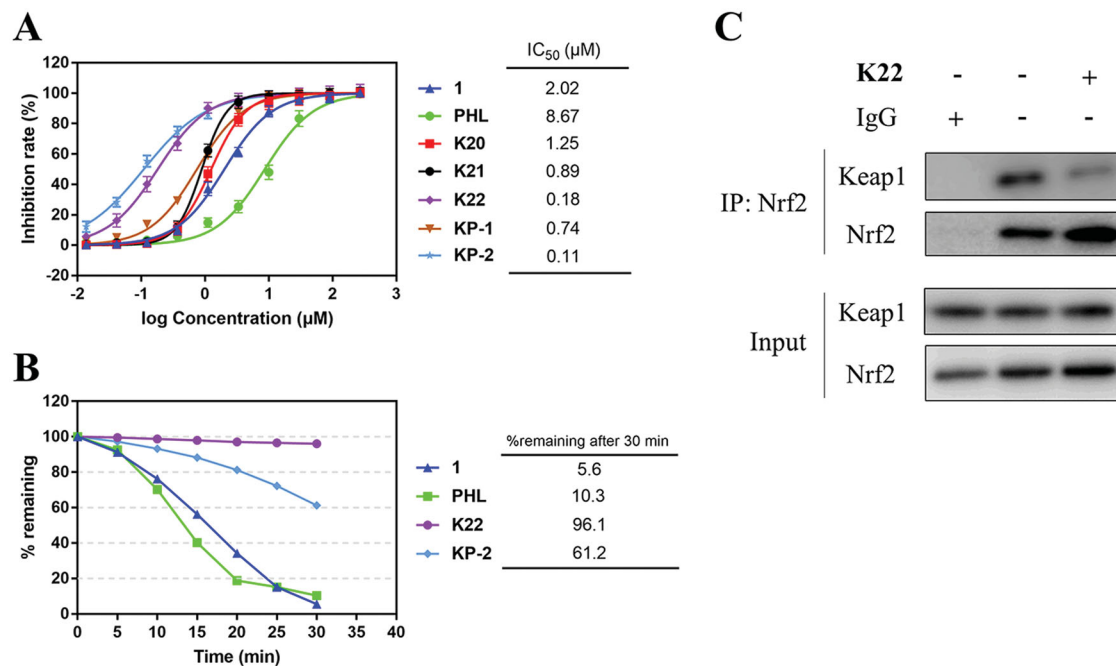 A
120
100
80
60
40
20
0
-20
Inhibition rate (%)
-2 -1 0 1 2 3
log Concentration (µM)
IC50 (µM)
1 2.02
PHL 8.67
K20 1.25
K21 0.89
K22 0.18
KP-1 0.74
KP-2 0.11
B
120
100
80
60
40
20
0
% remaining
0 5 10 15 20 25 30 35 40
Time (min)
%remaining after 30 min
1 5.6
PHL 10.3
K22 96.1
KP-2 61.2
C
K22 - - +
IgG + - -
IP: Nrf2
Keap1
Nrf2
Input
Keap1
Nrf2